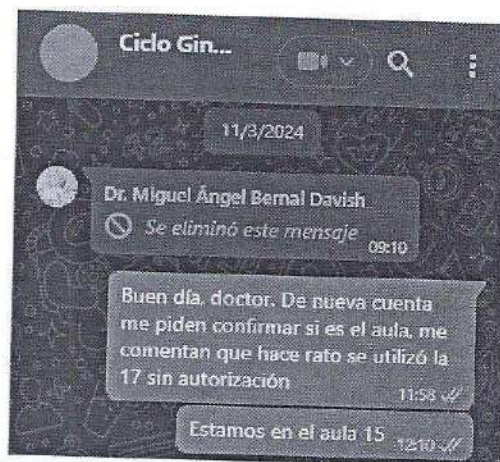 Ciclo Gin...
11/3/2024
Dr. Miguel Ángel Bernal Davish
Se eliminó este mensaje 09:10
Buen día, doctor. De nueva cuenta
me piden confirmar si es el aula, me
comentan que hace rato se utilizó la
17 sin autorización
11:58
Estamos en el aula 15 12:10